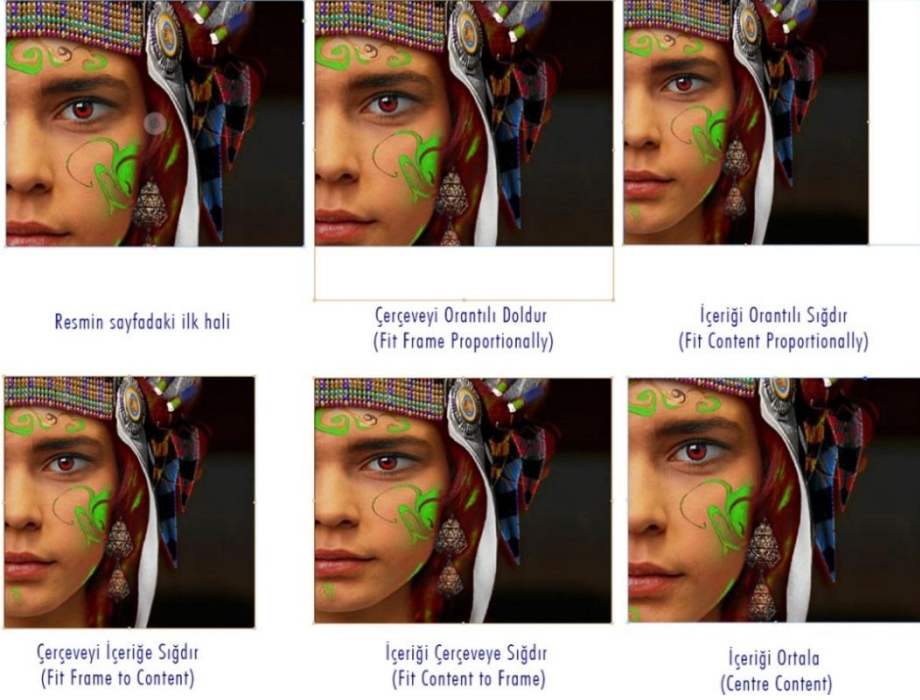 Resmin sayfadaki ilk hali
Çerçeveyi Orantılı Doldur
(Fit Frame Proportionally)
İçeriği Orantılı Sığdır
(Fit Content Proportionally)
Çerçeveyi İçeriğe Sığdır
(Fit Frame to Content)
İçeriği Çerçeveye Sığdır
(Fit Content to Frame)
İçeriği Ortala
(Centre Content)